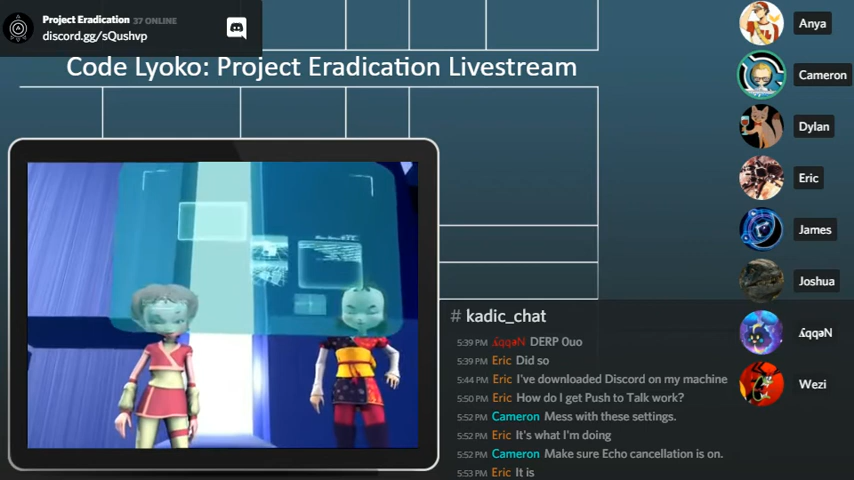 Project Eradication 37 ONLINE
discord.gg/sQushvp
Code Lyoko: Project Eradication Livestream
Anya
Cameron
Dylan
Eric
James
Joshua
ʎqqǝN
Wezi
# kadic_chat
5:39 PM ʎqqǝN DERP 0uo
5:39 PM Eric Did so
5:44 PM Eric I've downloaded Discord on my machine
5:50 PM Eric How do I get Push to Talk work?
5:52 PM Cameron Mess with these settings.
5:52 PM Eric It's what I'm doing
5:52 PM Cameron Make sure Echo cancellation is on.
5:53 PM Eric It is